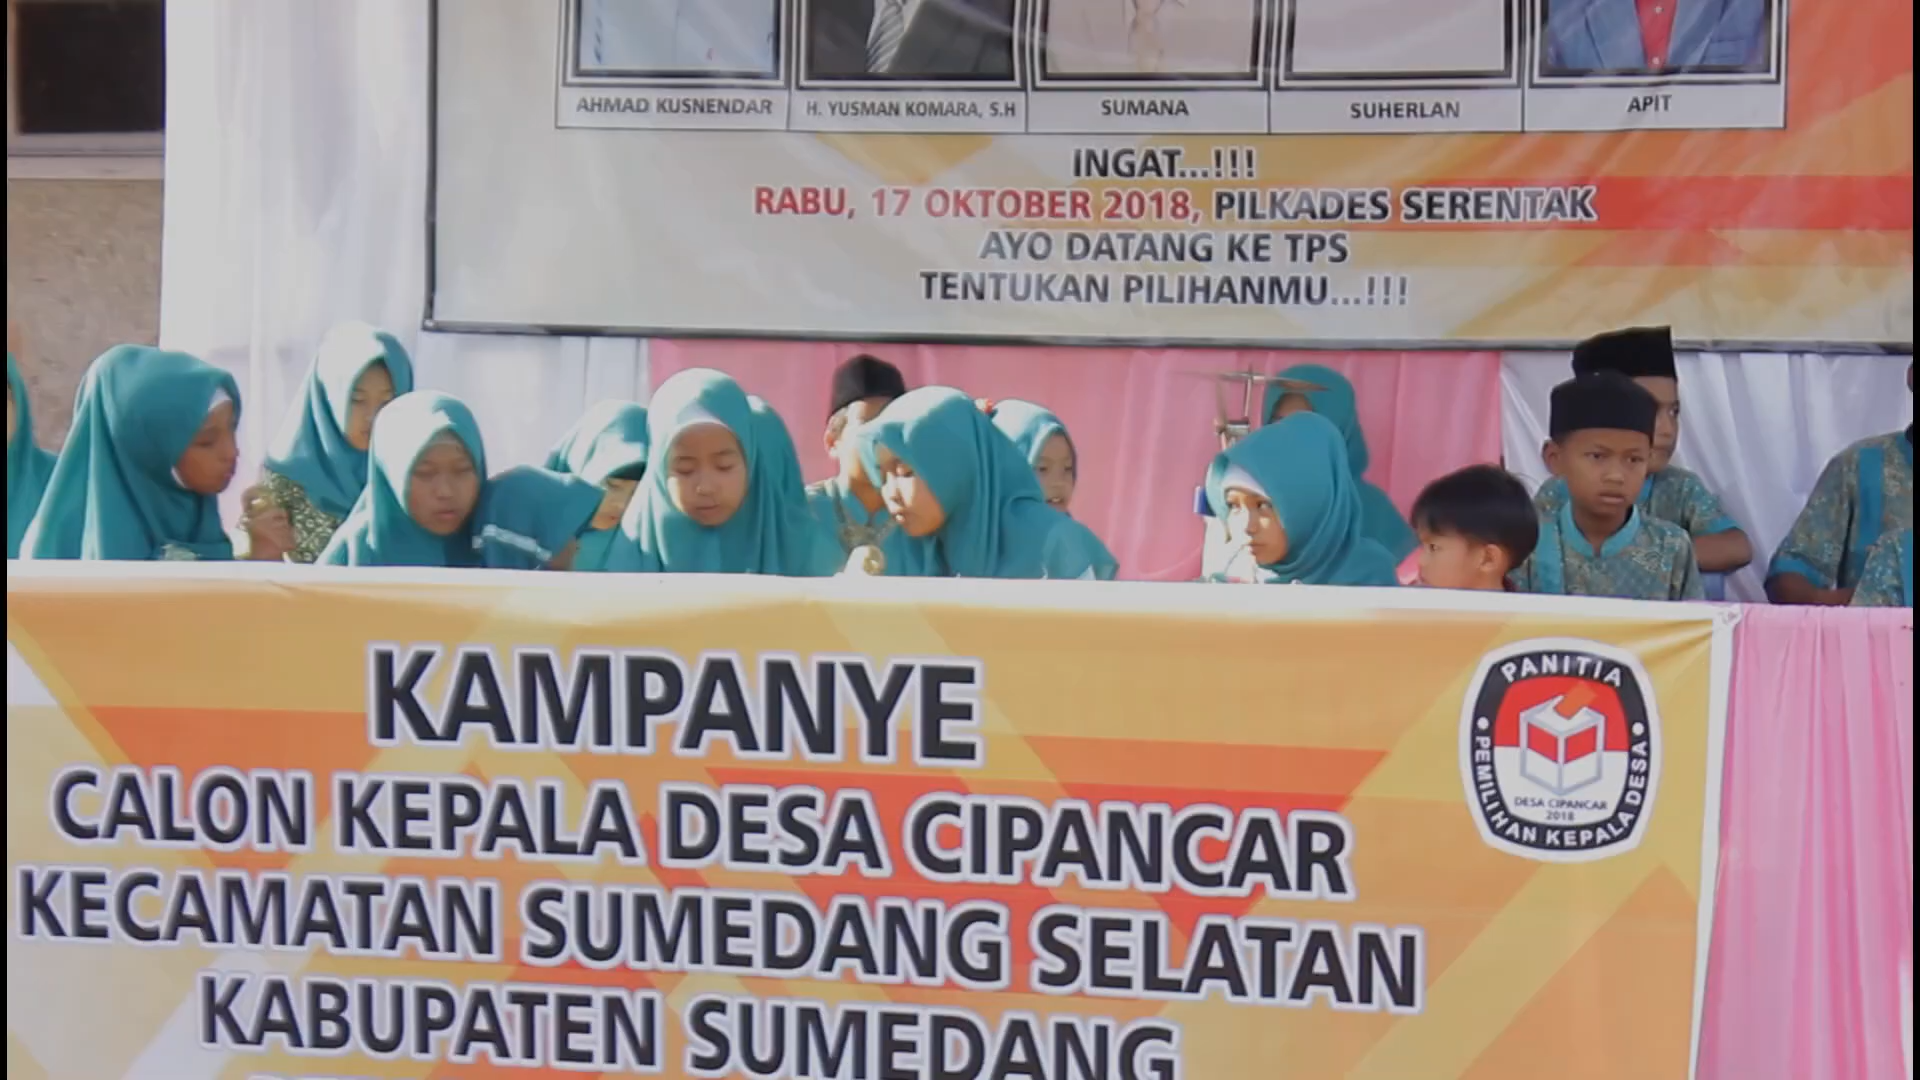 AHMAD KUSNENDAR
H. YUSMAN KOMARA, S.H
SUMANA
SUHERLAN
APIT
INGAT...!!!
RABU, 17 OKTOBER 2018, PILKADES SERENTAK
AYO DATANG KE TPS
TENTUKAN PILIHANMU...!!!
KAMPANYE
CALON KEPALA DESA CIPANCAR
KECAMATAN SUMEDANG SELATAN
KABUPATEN SUMEDANG
PANITIA
PEMILIHAN KEPALA DESA
DESA CIPANCAR
2018